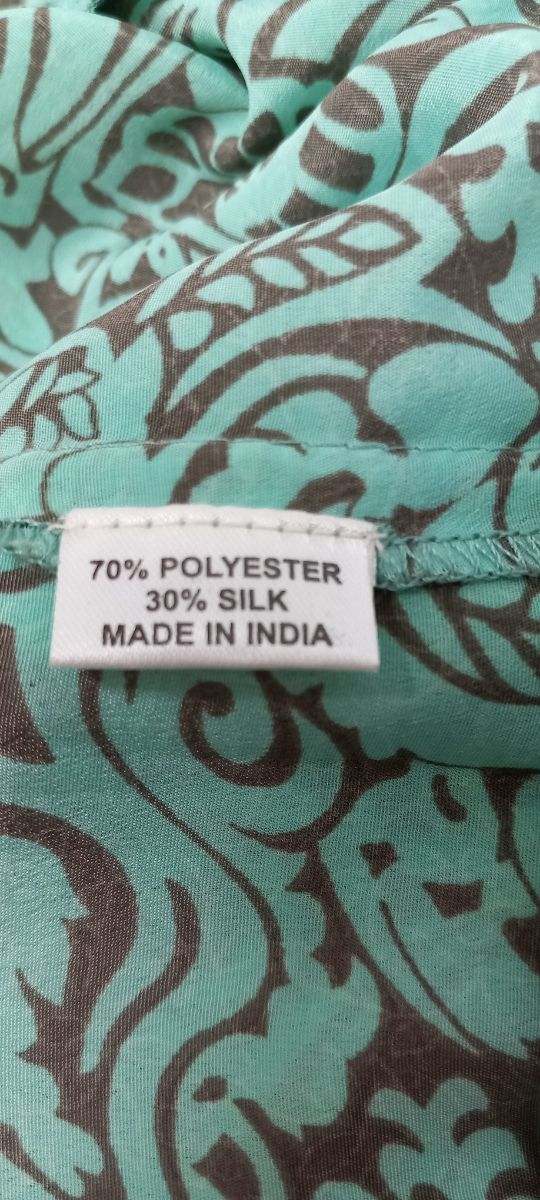 70% POLYESTER
30% SILK
MADE IN INDIA